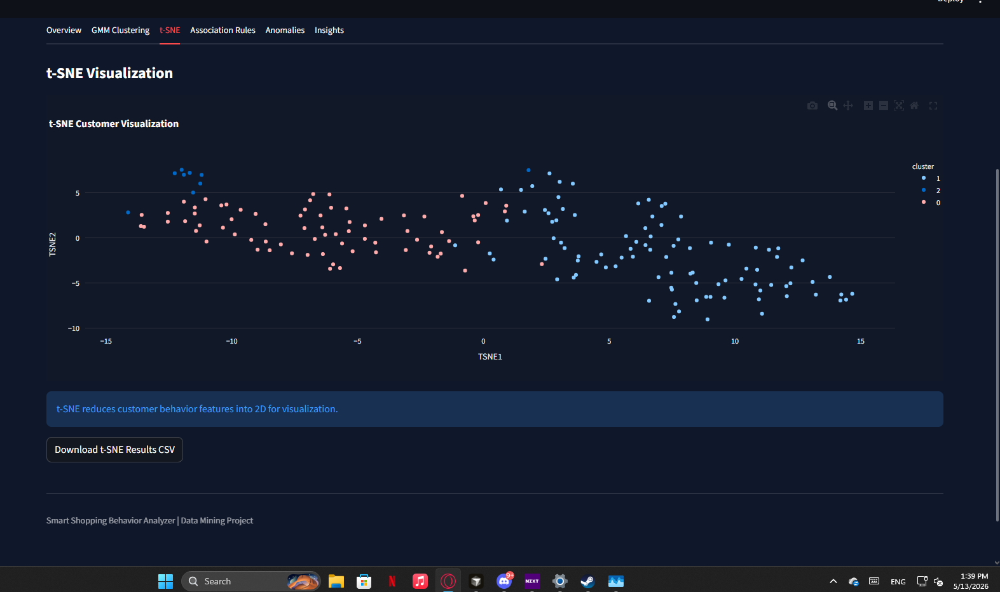 Deploy
Overview GMM Clustering t-SNE Association Rules Anomalies Insights
t-SNE Visualization
t-SNE Customer Visualization
cluster
1
2
0
5
0
−5
−10
TSNE2
−15 −10 −5 0 5 10 15
TSNE1
t-SNE reduces customer behavior features into 2D for visualization.
Download t-SNE Results CSV
Smart Shopping Behavior Analyzer | Data Mining Project
Search
N
9+
NZXT
ENG
1:39 PM
5/13/2026